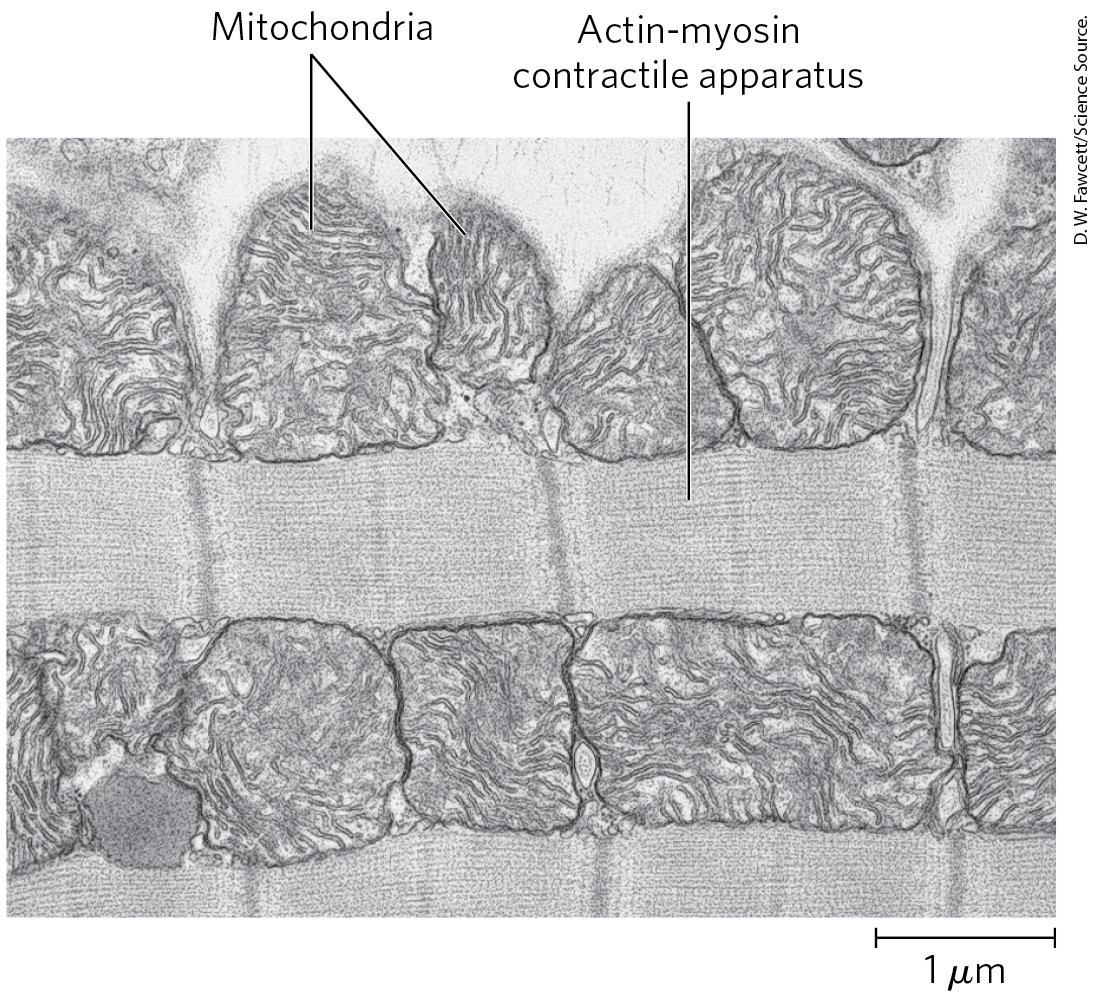 Mitochondria
Actin-myosin
contractile apparatus
D. W. Fawcett/Science Source.
1 μm